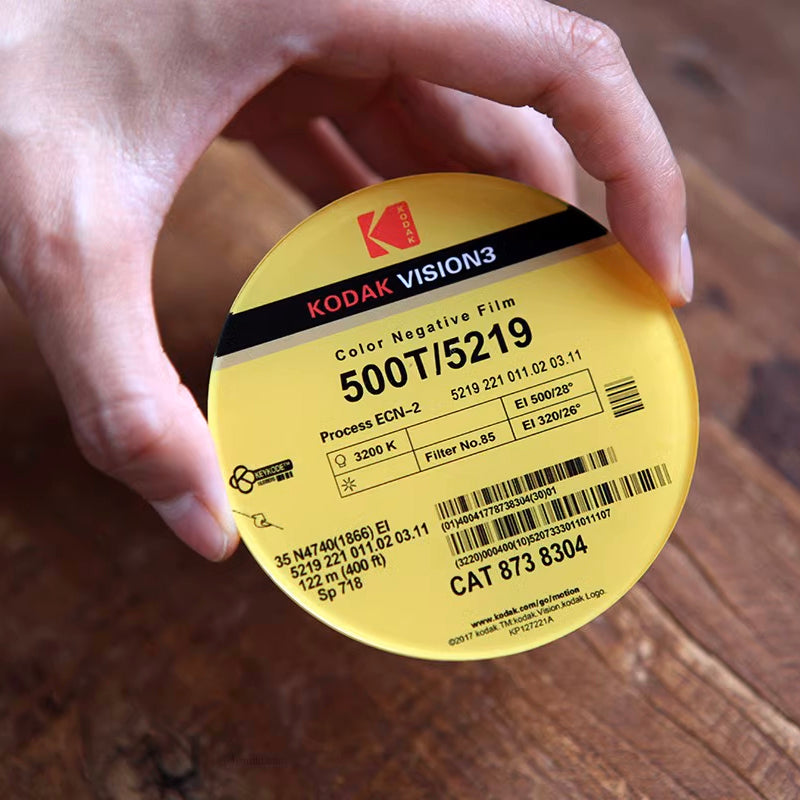 KODAK
KODAK VISION3
Color Negative Film
500T/5219
5219 221 011.02 03.11
Process ECN-2
3200 K
EI 500/28°
Filter No.85
EI 320/26°
KEYKODE™
(01)40041778738304(30)01
35 N4740(1866) EI
5219 221 011.02 03.11
122 m (400 ft)
Sp 718
(3220)000400(10)5207333011011107
CAT 873 8304
www.kodak.com/go/motion
©2017 kodak.TM:kodak.Vision.kodak Logo.
KP127221A